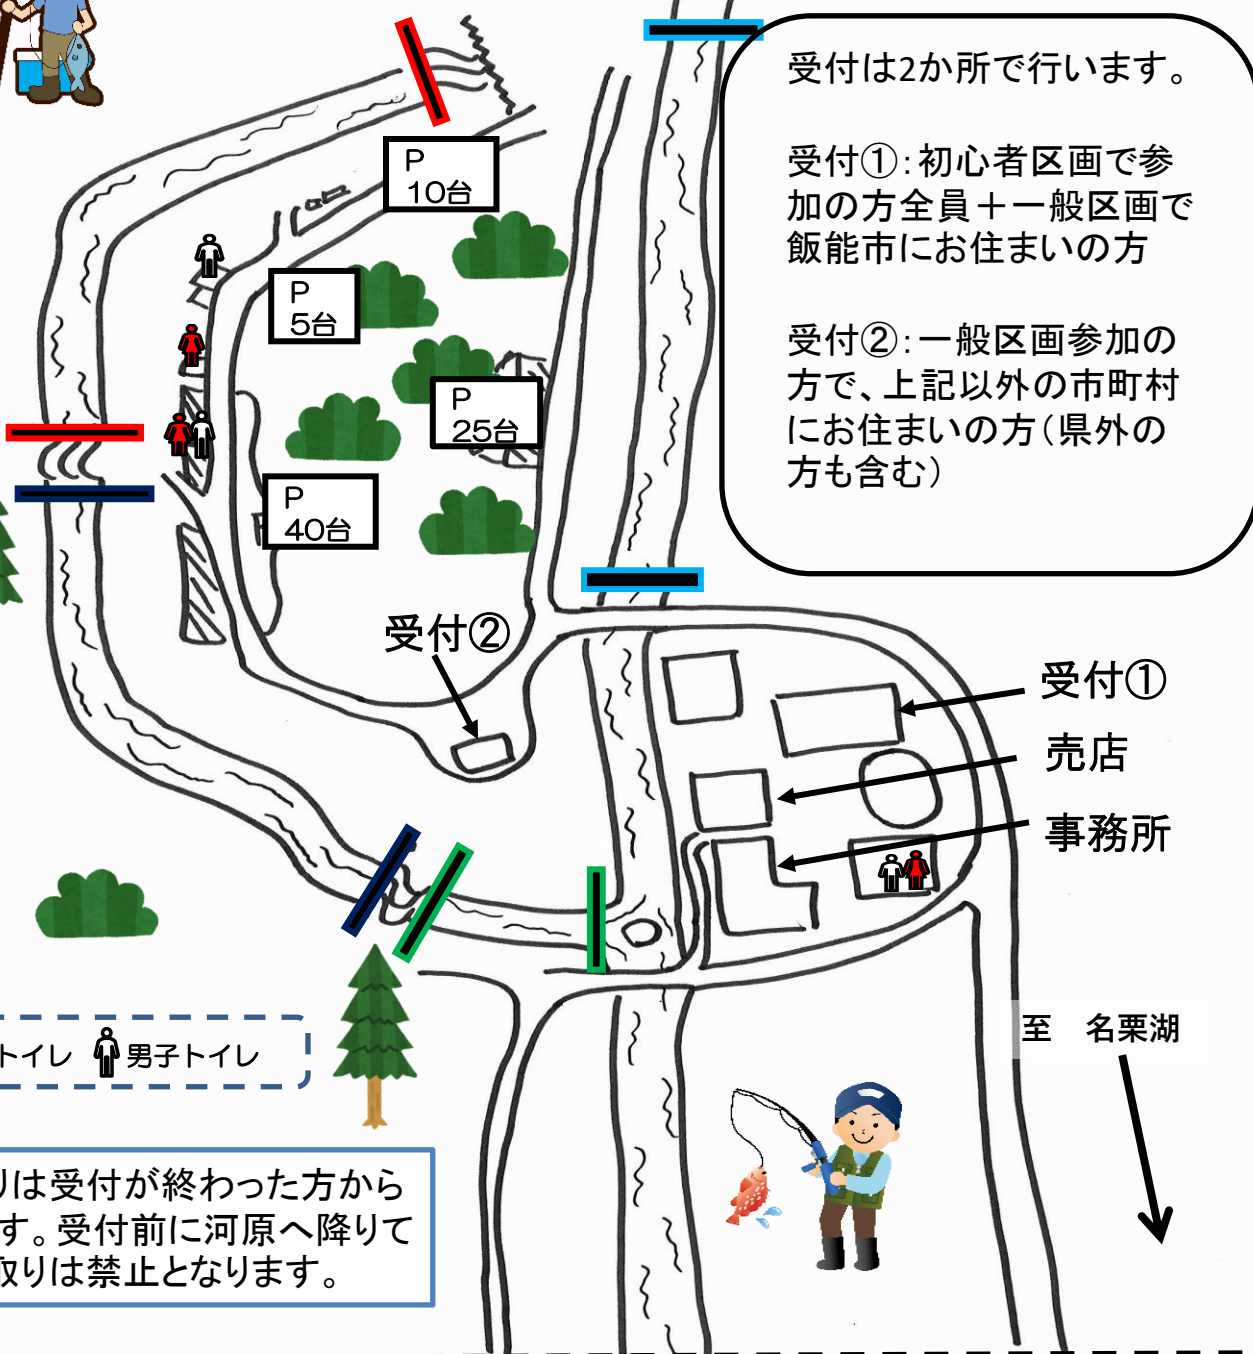 受付は2か所で行います。
受付①：初心者区画で参
加の方全員＋一般区画で
飯能市にお住まいの方
受付②：一般区画参加の
方で、上記以外の市町村
にお住まいの方（県外の
方も含む）
P
10台
P
5台
P
25台
P
40台
受付②
受付①
売店
事務所
至　名栗湖
トイレ 男子トイレ
りは受付が終わった方から
す。受付前に河原へ降りて
取りは禁止となります。